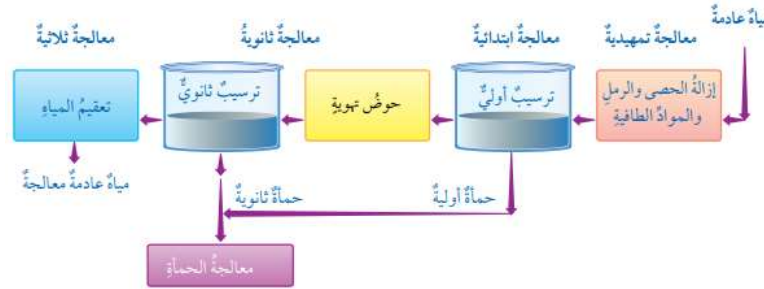 مياهٌ عادمةٌ
معالجةٌ تمهيديةٌ
معالجةٌ ابتدائيةٌ
معالجةٌ ثانويةُ
معالجةٌ ثلاثيةٌ
إزالةُ الحصى والرملِ
والموادِّ الطافيةِ
ترسيبٌ أوليٌّ
حوضُ تهويةٍ
ترسيبٌ ثانويٌّ
تعقيمُ المياهِ
مياهٌ عادمةٌ معالجةٌ
حمأةٌ أوليةٌ
حمأةٌ ثانويةٌ
معالجةُ الحمأةِ